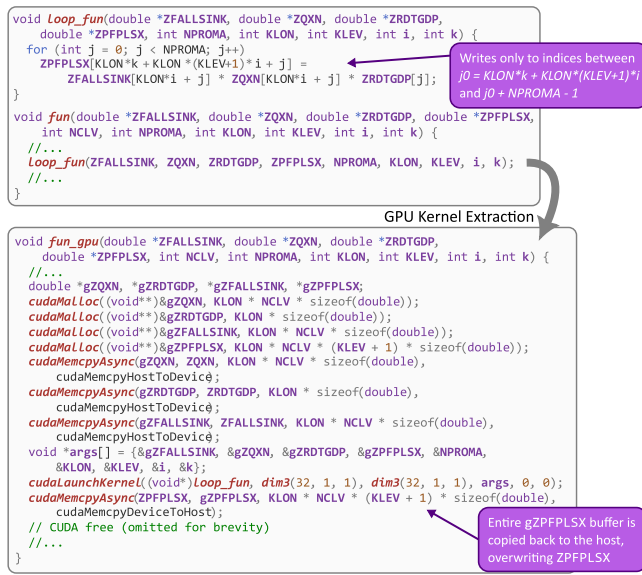 void loop_fun(double *ZFALLSINK, double *ZQXN, double *ZRDTGDP,
double *ZPFPLSX, int NPROMA, int KLON, int KLEV, int i, int k) {
for (int j = 0; j < NPROMA; j++)
ZPFPLSX[KLON*k + KLON*(KLEV+1)*i + j] =
ZFALLSINK[KLON*i + j] * ZQXN[KLON*i + j] * ZRDTGDP[j];
}
Writes only to indices between
j0 = KLON*k + KLON*(KLEV+1)*i
and j0 + NPROMA - 1
void fun(double *ZFALLSINK, double *ZQXN, double *ZRDTGDP, double *ZPFPLSX,
int NCLV, int NPROMA, int KLON, int KLEV, int i, int k) {
//...
loop_fun(ZFALLSINK, ZQXN, ZRDTGDP, ZPFPLSX, NPROMA, KLON, KLEV, i, k);
//...
}
GPU Kernel Extraction
void fun_gpu(double *ZFALLSINK, double *ZQXN, double *ZRDTGDP,
double *ZPFPLSX, int NCLV, int NPROMA, int KLON, int KLEV, int i, int k) {
//...
double *gZQXN, *gZRDTGDP, *gZFALLSINK, *gZPFPLSX;
cudaMalloc((void**)&gZQXN, KLON * NCLV * sizeof(double));
cudaMalloc((void**)&gZRDTGDP, KLON * sizeof(double));
cudaMalloc((void**)&gZFALLSINK, KLON * NCLV * sizeof(double));
cudaMalloc((void**)&gZPFPLSX, KLON * NCLV * (KLEV + 1) * sizeof(double));
cudaMemcpyAsync(gZQXN, ZQXN, KLON * NCLV * sizeof(double),
cudaMemcpyHostToDevice);
cudaMemcpyAsync(gZRDTGDP, ZRDTGDP, KLON * sizeof(double),
cudaMemcpyHostToDevice);
cudaMemcpyAsync(gZFALLSINK, ZFALLSINK, KLON * NCLV * sizeof(double),
cudaMemcpyHostToDevice);
void *args[] = {&gZFALLSINK, &gZQXN, &gZRDTGDP, &gZPFPLSX, &NPROMA,
&KLON, &KLEV, &i, &k};
cudaLaunchKernel((void*)loop_fun, dim3(32, 1, 1), dim3(32, 1, 1), args, 0, 0);
cudaMemcpyAsync(ZPFPLSX, gZPFPLSX, KLON * NCLV * (KLEV + 1) * sizeof(double),
cudaMemcpyDeviceToHost);
// CUDA free (omitted for brevity)
//...
}
Entire gZPFPLSX buffer is
copied back to the host,
overwriting ZPFPLSX